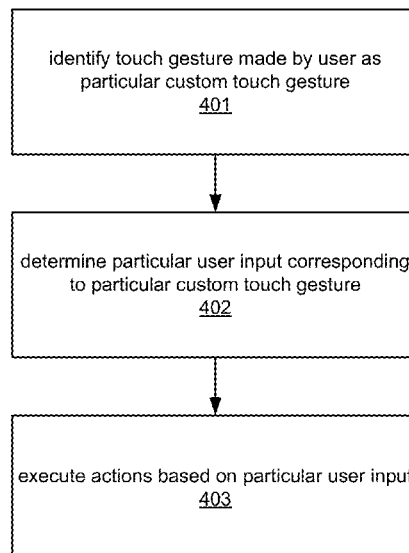 identify touch gesture made by user as
particular custom touch gesture
401
determine particular user input corresponding
to particular custom touch gesture
402
execute actions based on particular user input
403